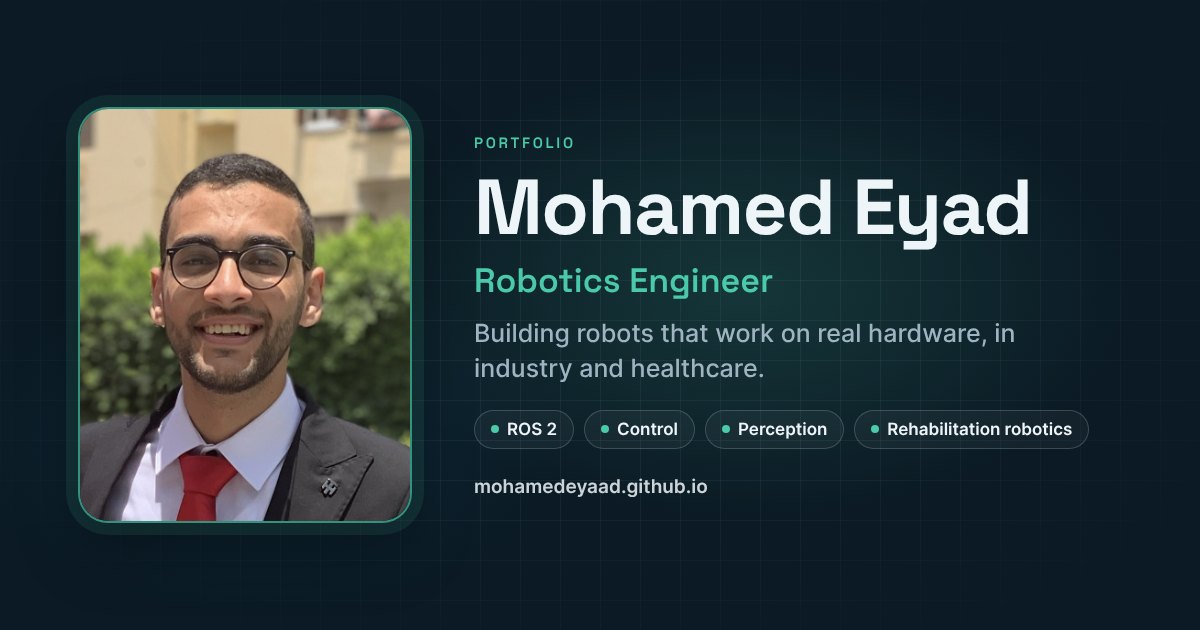 PORTFOLIO
Mohamed Eyad
Robotics Engineer
Building robots that work on real hardware, in
industry and healthcare.
ROS 2
Control
Perception
Rehabilitation robotics
mohamedeyaad.github.io